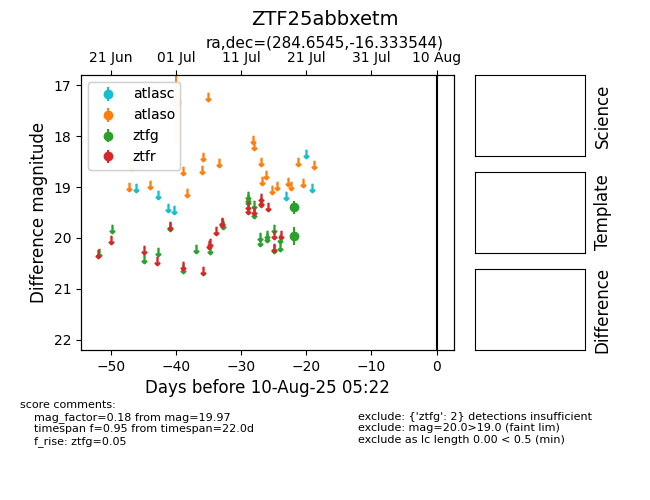 ZTF25abbxetm
ra,dec=(284.6545,-16.333544)
21 Jun 01 Jul 11 Jul 21 Jul 31 Jul 10 Aug
atlasc
atlaso
ztfg
ztfr
17
18
19
20
21
22
Difference magnitude
−50 −40 −30 −20 −10 0
Days before 10-Aug-25 05:22
Science
Template
Difference
score comments:
mag_factor=0.18 from mag=19.97
timespan f=0.95 from timespan=22.0d
f_rise: ztfg=0.05
exclude: {'ztfg': 2} detections insufficient
exclude: mag=20.0>19.0 (faint lim)
exclude as lc length 0.00 < 0.5 (min)